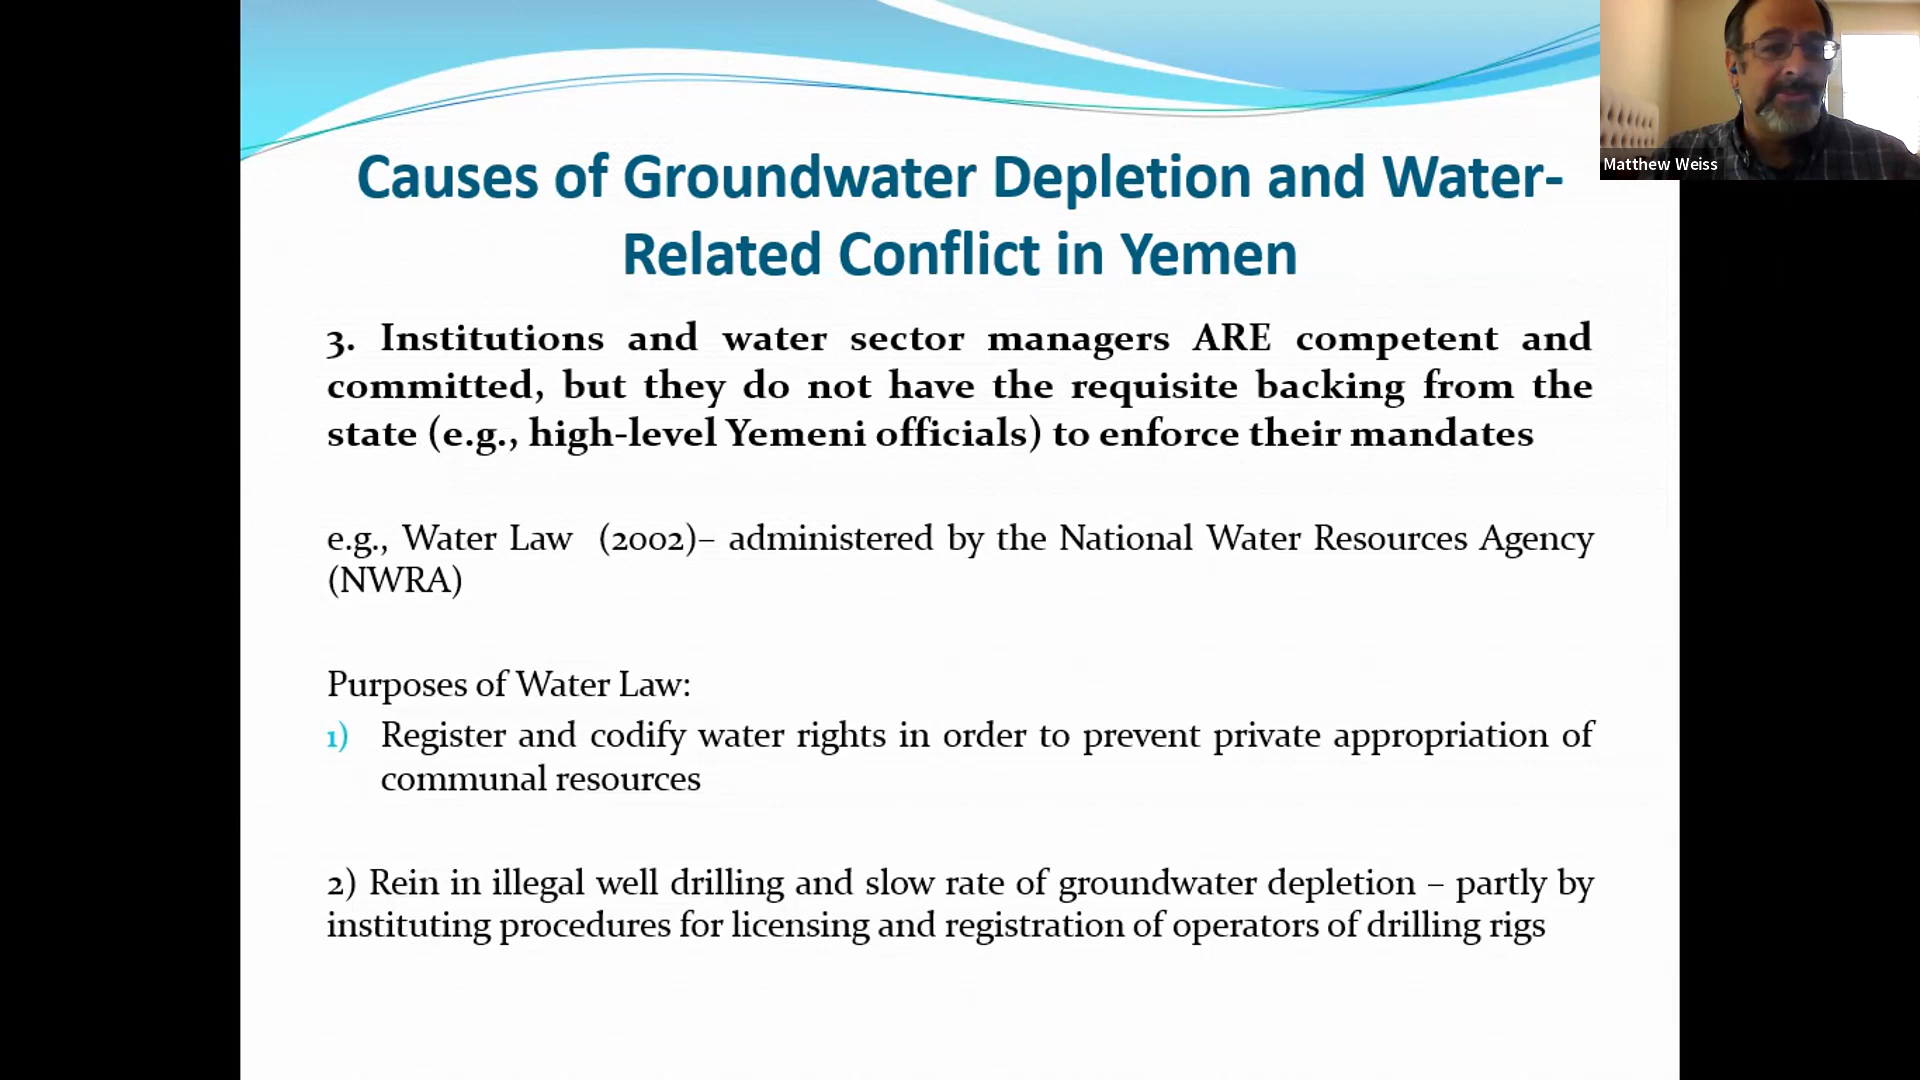 Matthew Weiss
Causes of Groundwater Depletion and Water-
Related Conflict in Yemen
3. Institutions and water sector managers ARE competent and
committed, but they do not have the requisite backing from the
state (e.g., high-level Yemeni officials) to enforce their mandates
e.g., Water Law (2002)– administered by the National Water Resources Agency
(NWRA)
Purposes of Water Law:
1) Register and codify water rights in order to prevent private appropriation of
communal resources
2) Rein in illegal well drilling and slow rate of groundwater depletion – partly by
instituting procedures for licensing and registration of operators of drilling rigs